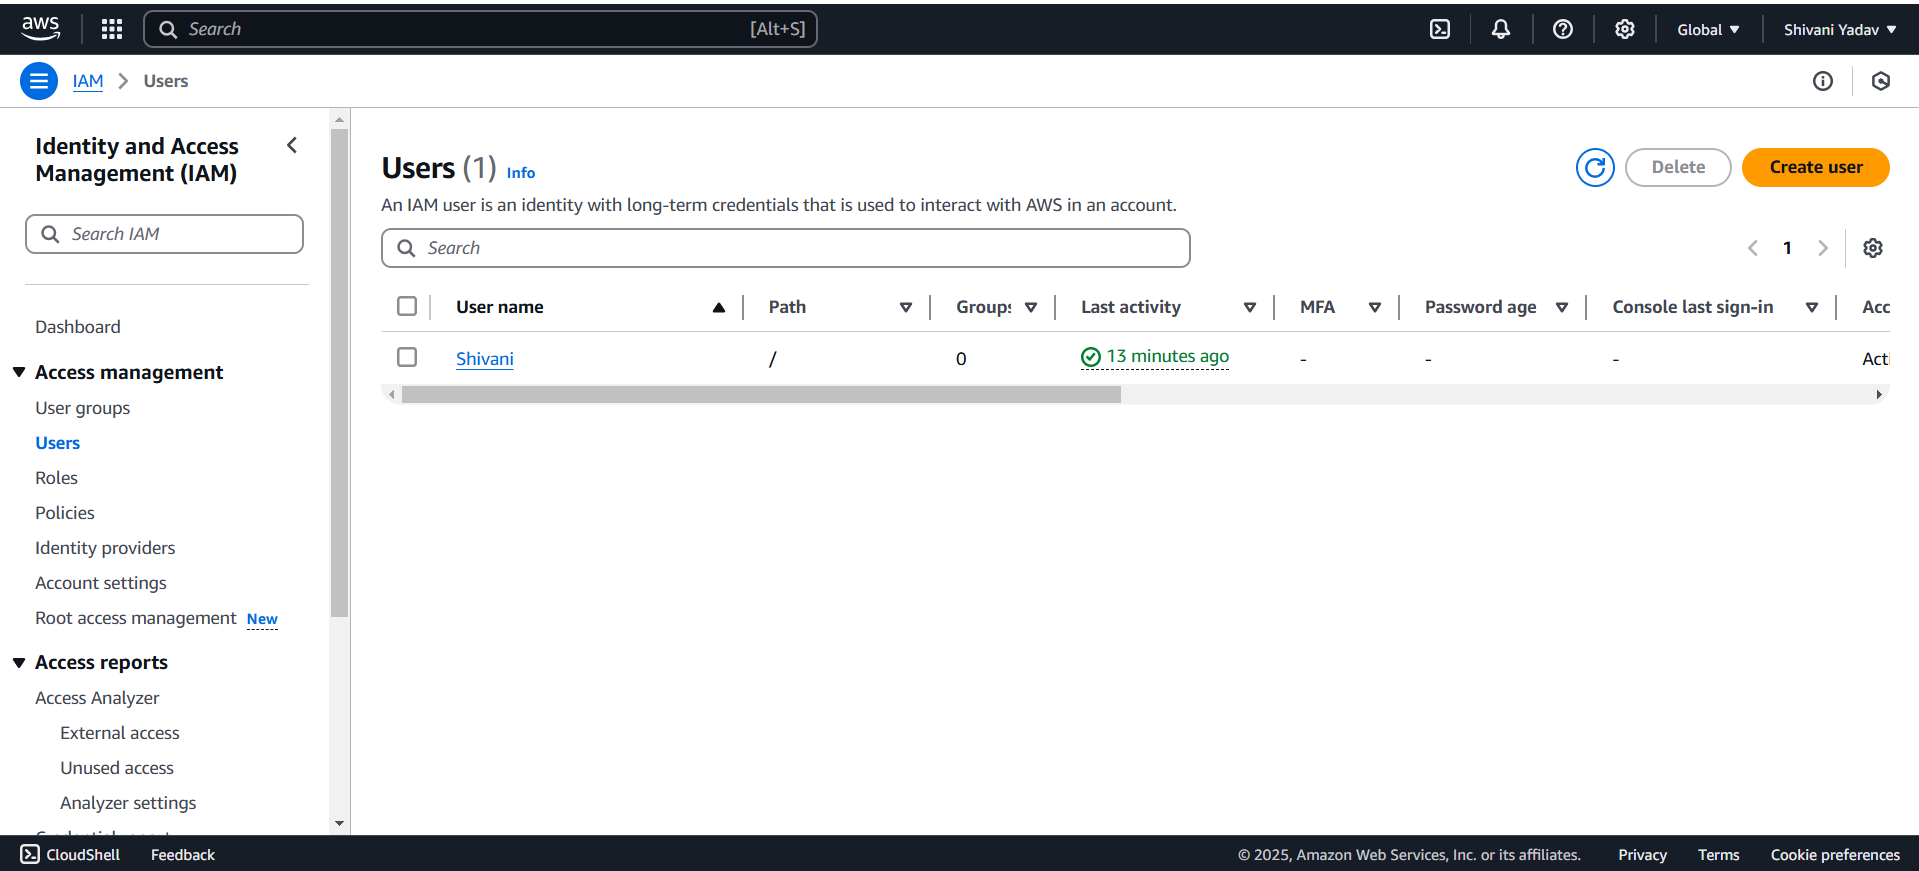 aws
Search [Alt+S]
Global
Shivani Yadav
IAM > Users
Identity and Access
Management (IAM)
Search IAM
Dashboard
Access management
User groups
Users
Roles
Policies
Identity providers
Account settings
Root access management New
Access reports
Access Analyzer
External access
Unused access
Analyzer settings
Users (1) Info
Delete
Create user
An IAM user is an identity with long-term credentials that is used to interact with AWS in an account.
Search
1
User name Path Groups Last activity MFA Password age Console last sign-in Acc
Shivani / 0 13 minutes ago - - - Acti
CloudShell Feedback
© 2025, Amazon Web Services, Inc. or its affiliates. Privacy Terms Cookie preferences